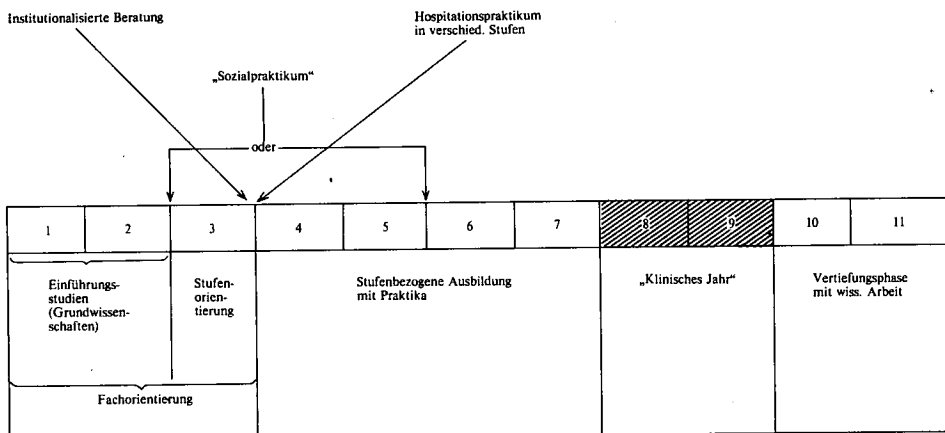 Institutionalisierte Beratung
Hospitationspraktikum
in verschied. Stufen
„Sozialpraktikum“
oder
1 2 3 4 5 6 7 8 9 10 11
Einführungs-
studien
(Grundwissen-
schaften)
Stufen-
orien-
tierung
Stufenbezogene Ausbildung
mit Praktika
„Klinisches Jahr“
Vertiefungsphase
mit wiss. Arbeit
Fachorientierung